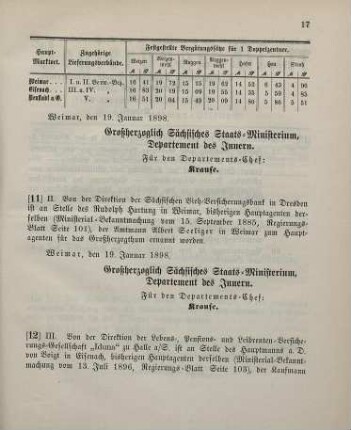 17
Haupt-Marktort. Zugehörige Lieferungsverbände. Festgestellte Vergütungssätze für 1 Doppelzentner.
Weizen Weizenmehl Roggen Roggenmehl Hafer Heu Stroh
Weimar. I. u. II. Verw.-Bez.
Eisenach. III. u. IV. "
Neustadt a.O. V. "
Weimar, den 19. Januar 1898.
Großherzoglich Sächsisches Staats-Ministerium,
Departement des Innern.
Für den Departements-Chef:
Krause.
[11] II. Von der Direktion der Sächsischen Vieh-Versicherungsbank in Dresden
ist an Stelle des Rudolph Hartung in Weimar, bisherigen Hauptagenten der-
selben (Ministerial-Bekanntmachung vom 15. September 1885, Regierungs-
Blatt Seite 101), der Amtmann Albert Seeliger in Weimar zum Haupt-
agenten für das Großherzogthum ernannt worden.
Weimar, den 19. Januar 1898.
Großherzoglich Sächsisches Staats-Ministerium,
Departement des Innern.
Für den Departements-Chef:
Krause.
[12] III. Von der Direktion der Lebens-, Pensions- und Leibrenten-Versiche-
rungs-Gesellschaft „Iduna" zu Halle a/S. ist an Stelle des Hauptmanns a. D.
von Voigt in Eisenach, bisherigen Hauptagenten derselben (Ministerial-Bekannt-
machung vom 13. Juli 1896, Regierungs-Blatt Seite 103), der Kaufmann